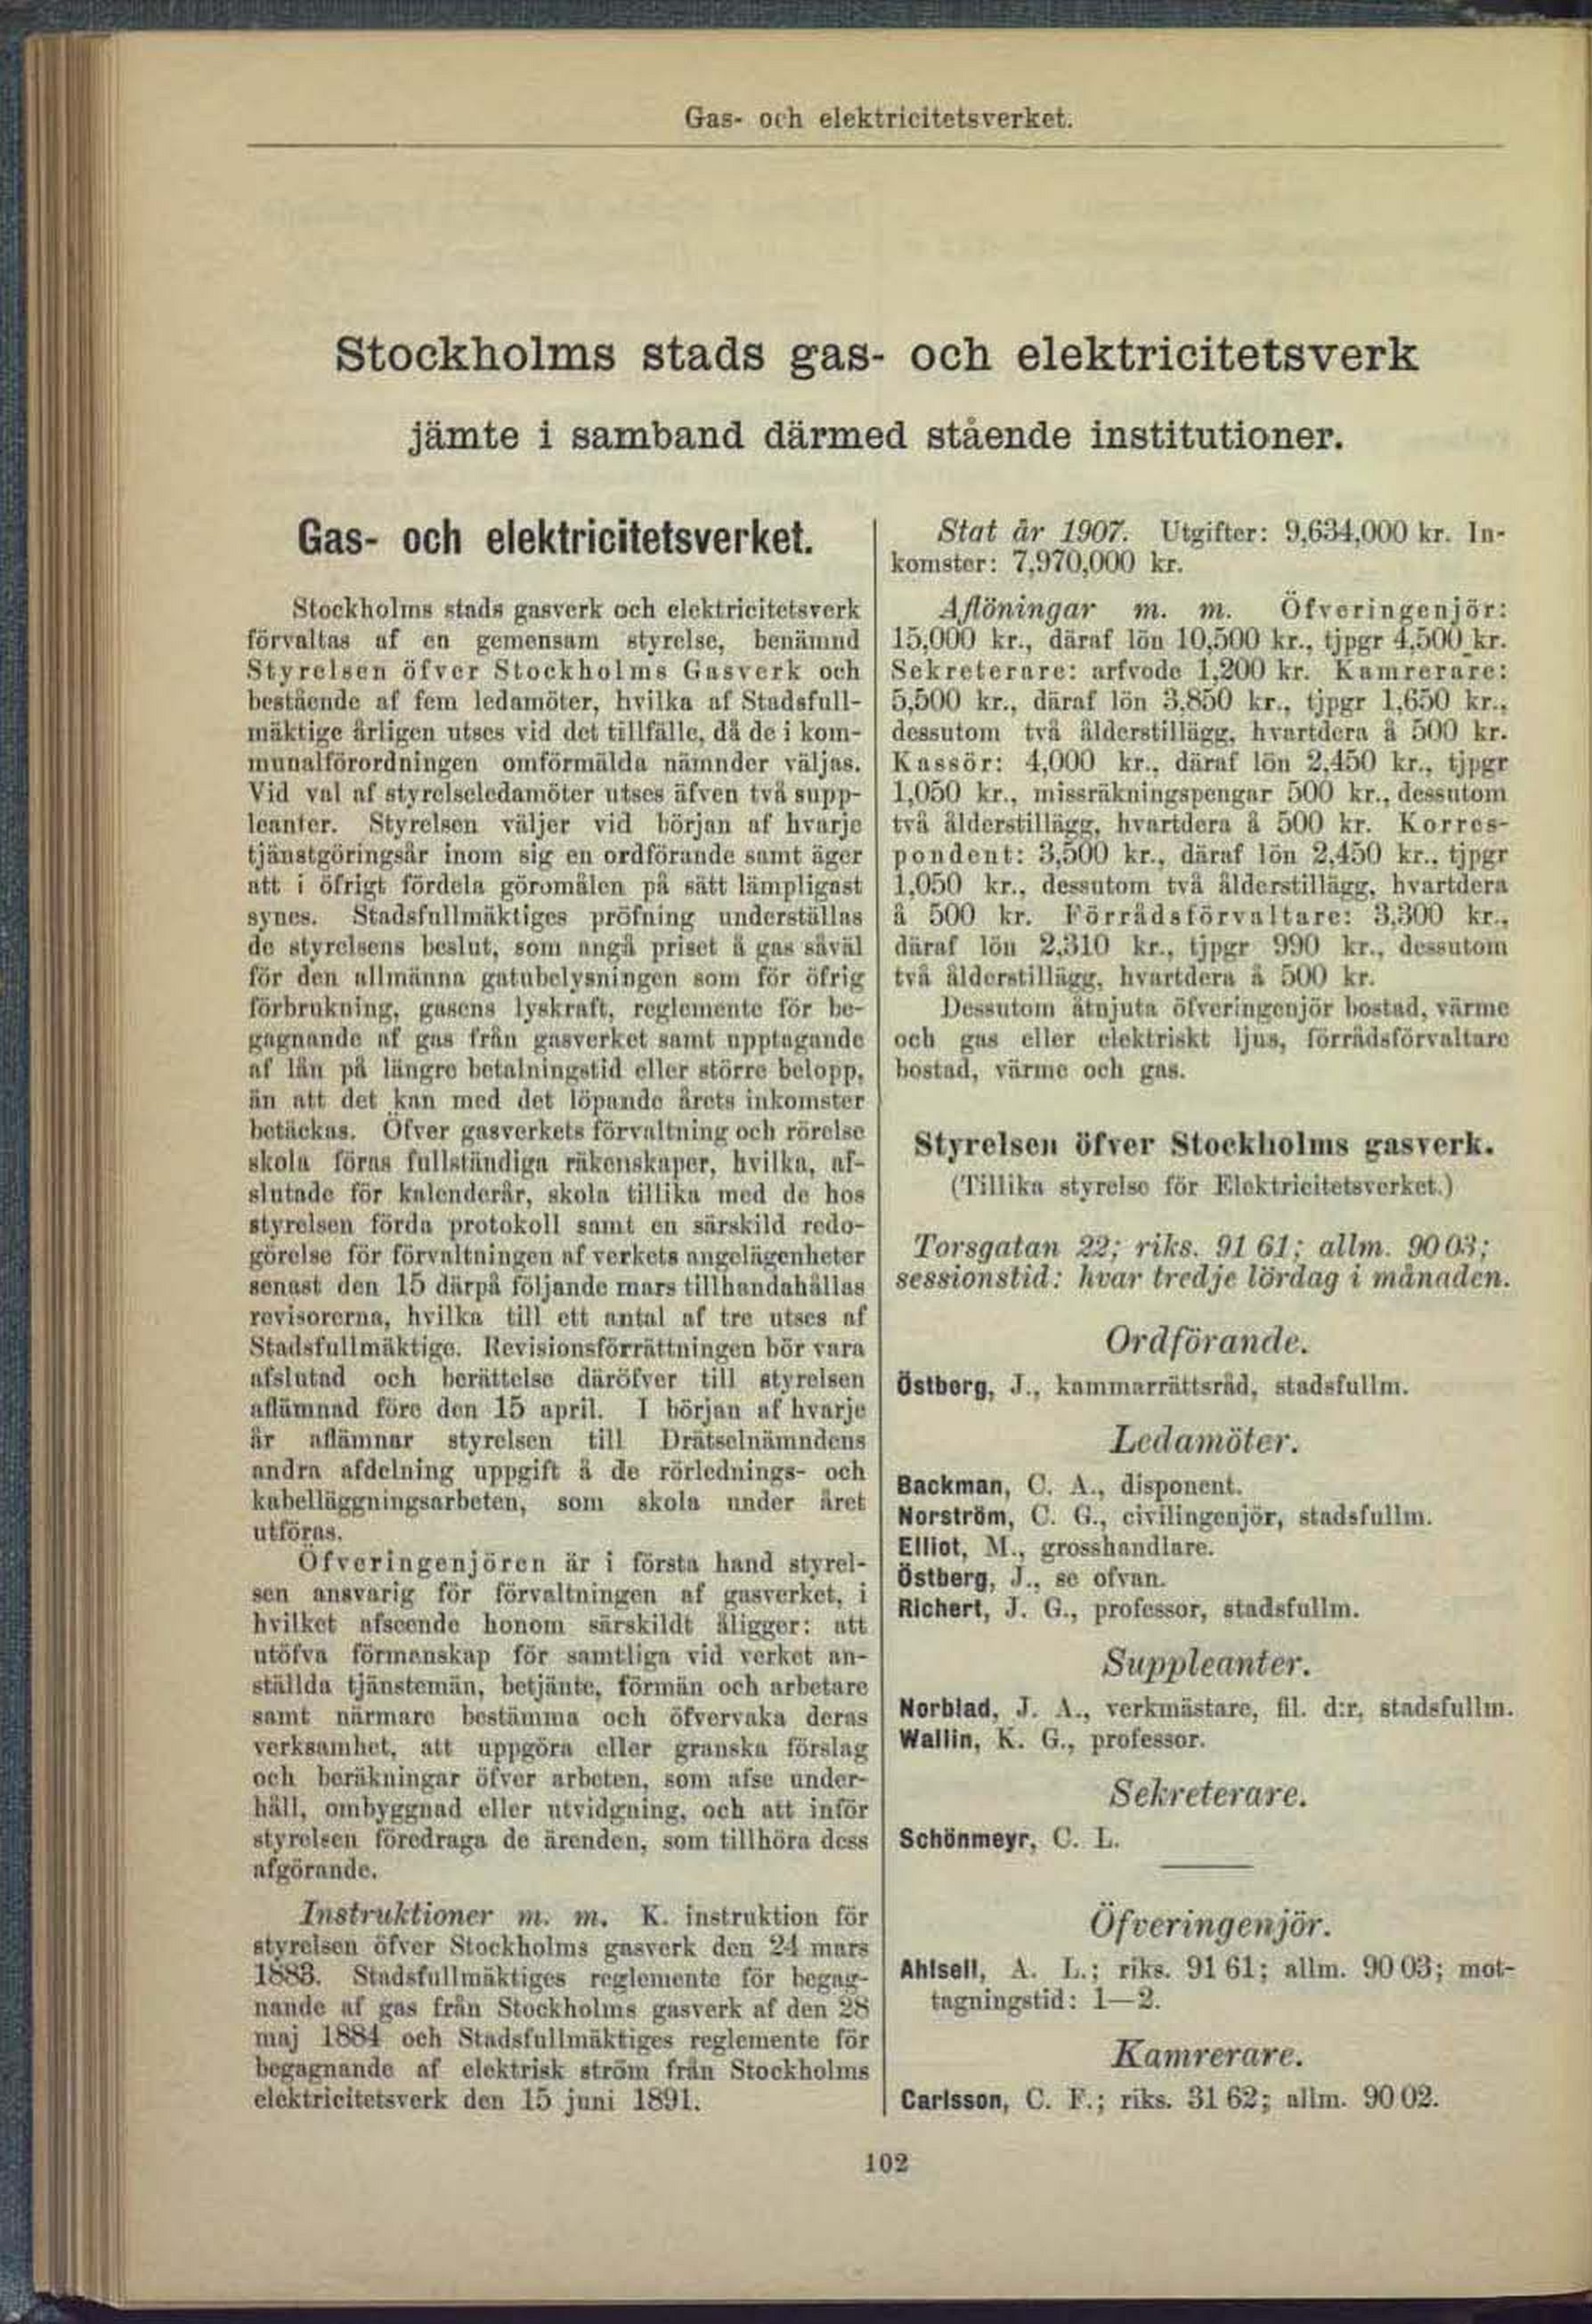 Gas- och elektricitetsverket.
Stockholms stads gas- och elektricitetsverk
jämte i samband därmed stående institutioner.
Gas- och elektricitetsverket.
Stockholms stads gasverk och elektricitetsverk
förvaltas af en gemensam styrelse, benämnd
Styrelsen öfver Stockholms Gasverk och
bestående af fem ledamöter, hvilka af Stadsfull-
mäktige årligen utses vid det tillfälle, då de i kom-
munalförordningen omförmälda nämnder väljas.
Vid val af styrelseledamöter utses äfven två supp-
leanter. Styrelsen väljer vid början af hvarje
tjänstgöringsår inom sig en ordförande samt äger
att i öfrigt fördela göromålen på sätt lämpligast
synes. Stadsfullmäktiges pröfning underställas
de styrelsens beslut, som angå priset å gas såväl
för den allmänna gatubelysningen som för öfrig
förbrukning, gasens lyskraft, reglemente för be-
gagnande af gas från gasverket samt upptagande
af lån på längre betalningstid eller större belopp,
än att det kan med det löpande årets inkomster
betäckas. Öfver gasverkets förvaltning och rörelse
skola föras fullständiga räkenskaper, hvilka, af-
slutade för kalenderår, skola tillika med de hos
styrelsen förda protokoll samt en särskild redo-
görelse för förvaltningen af verkets angelägenheter
senast den 15 därpå följande mars tillhandahållas
revisorerna, hvilka till ett antal af tre utses af
Stadsfullmäktige. Revisionsförrättningen bör vara
afslutad och berättelse däröfver till styrelsen
aflämnad före den 15 april. I början af hvarje
år aflämnar styrelsen till Drätselnämndens
andra afdelning uppgift å de rörlednings- och
kabelläggningsarbeten, som skola under året
utföras.
Öfveringenjören är i första hand styrel-
sen ansvarig för förvaltningen af gasverket, i
hvilket afseende honom särskildt åligger: att
utöfva förmanskap för samtliga vid verket an-
ställda tjänstemän, betjänte, förmän och arbetare
samt närmare bestämma och öfvervaka deras
verksamhet, att uppgöra eller granska förslag
och beräkningar öfver arbeten, som afse under-
håll, ombyggnad eller utvidgning, och att inför
styrelsen föredraga de ärenden, som tillhöra dess
afgörande.
Instruktioner m. m. K. instruktion för
styrelsen öfver Stockholms gasverk den 24 mars
1883. Stadsfullmäktiges reglemente för begag-
nande af gas från Stockholms gasverk af den 28
maj 1884 och Stadsfullmäktiges reglemente för
begagnande af elektrisk ström från Stockholms
elektricitetsverk den 15 juni 1891.
Stat år 1907. Utgifter: 9,634,000 kr. In-
komster: 7,970,000 kr.
Aflöningar m. m. Öfveringenjör:
15,000 kr., däraf lön 10,500 kr., tjpgr 4,500 kr.
Sekreterare: arfvode 1,200 kr. Kamrerare:
5,500 kr., däraf lön 3,850 kr., tjpgr 1,650 kr.,
dessutom två ålderstillägg, hvartdera å 500 kr.
Kassör: 4,000 kr., däraf lön 2,450 kr., tjpgr
1,050 kr., missräkningspengar 500 kr., dessutom
två ålderstillägg, hvartdera å 500 kr. Korres-
pondent: 3,500 kr., däraf lön 2,450 kr., tjpgr
1,050 kr., dessutom två ålderstillägg, hvartdera
å 500 kr. Förrådsförvaltare: 3,300 kr.,
däraf lön 2,310 kr., tjpgr 990 kr., dessutom
två ålderstillägg, hvartdera å 500 kr.
Dessutom åtnjuta öfveringenjör bostad, värme
och gas eller elektriskt ljus, förrådsförvaltare
bostad, värme och gas.
Styrelsen öfver Stockholms gasverk.
(Tillika styrelse för Elektricitetsverket.)
Torsgatan 22; riks. 91 61; allm. 90 03;
sessionstid: hvar tredje lördag i månaden.
Ordförande.
Östberg, J., kammarrättsråd, stadsfullm.
Ledamöter.
Backman, C. A., disponent.
Norström, C. G., civilingenjör, stadsfullm.
Elliot, M., grosshandlare.
Östberg, J., se ofvan.
Richert, J. G., professor, stadsfullm.
Suppleanter.
Norblad, J. A., verkmästare, fil. d:r, stadsfullm.
Wallin, K. G., professor.
Sekreterare.
Schönmeyr, C. L.
Öfveringenjör.
Ahlsell, A. L.; riks. 91 61; allm. 90 03; mot-
tagningstid: 1—2.
Kamrerare.
Carlsson, C. F.; riks. 31 62; allm. 90 02.
102